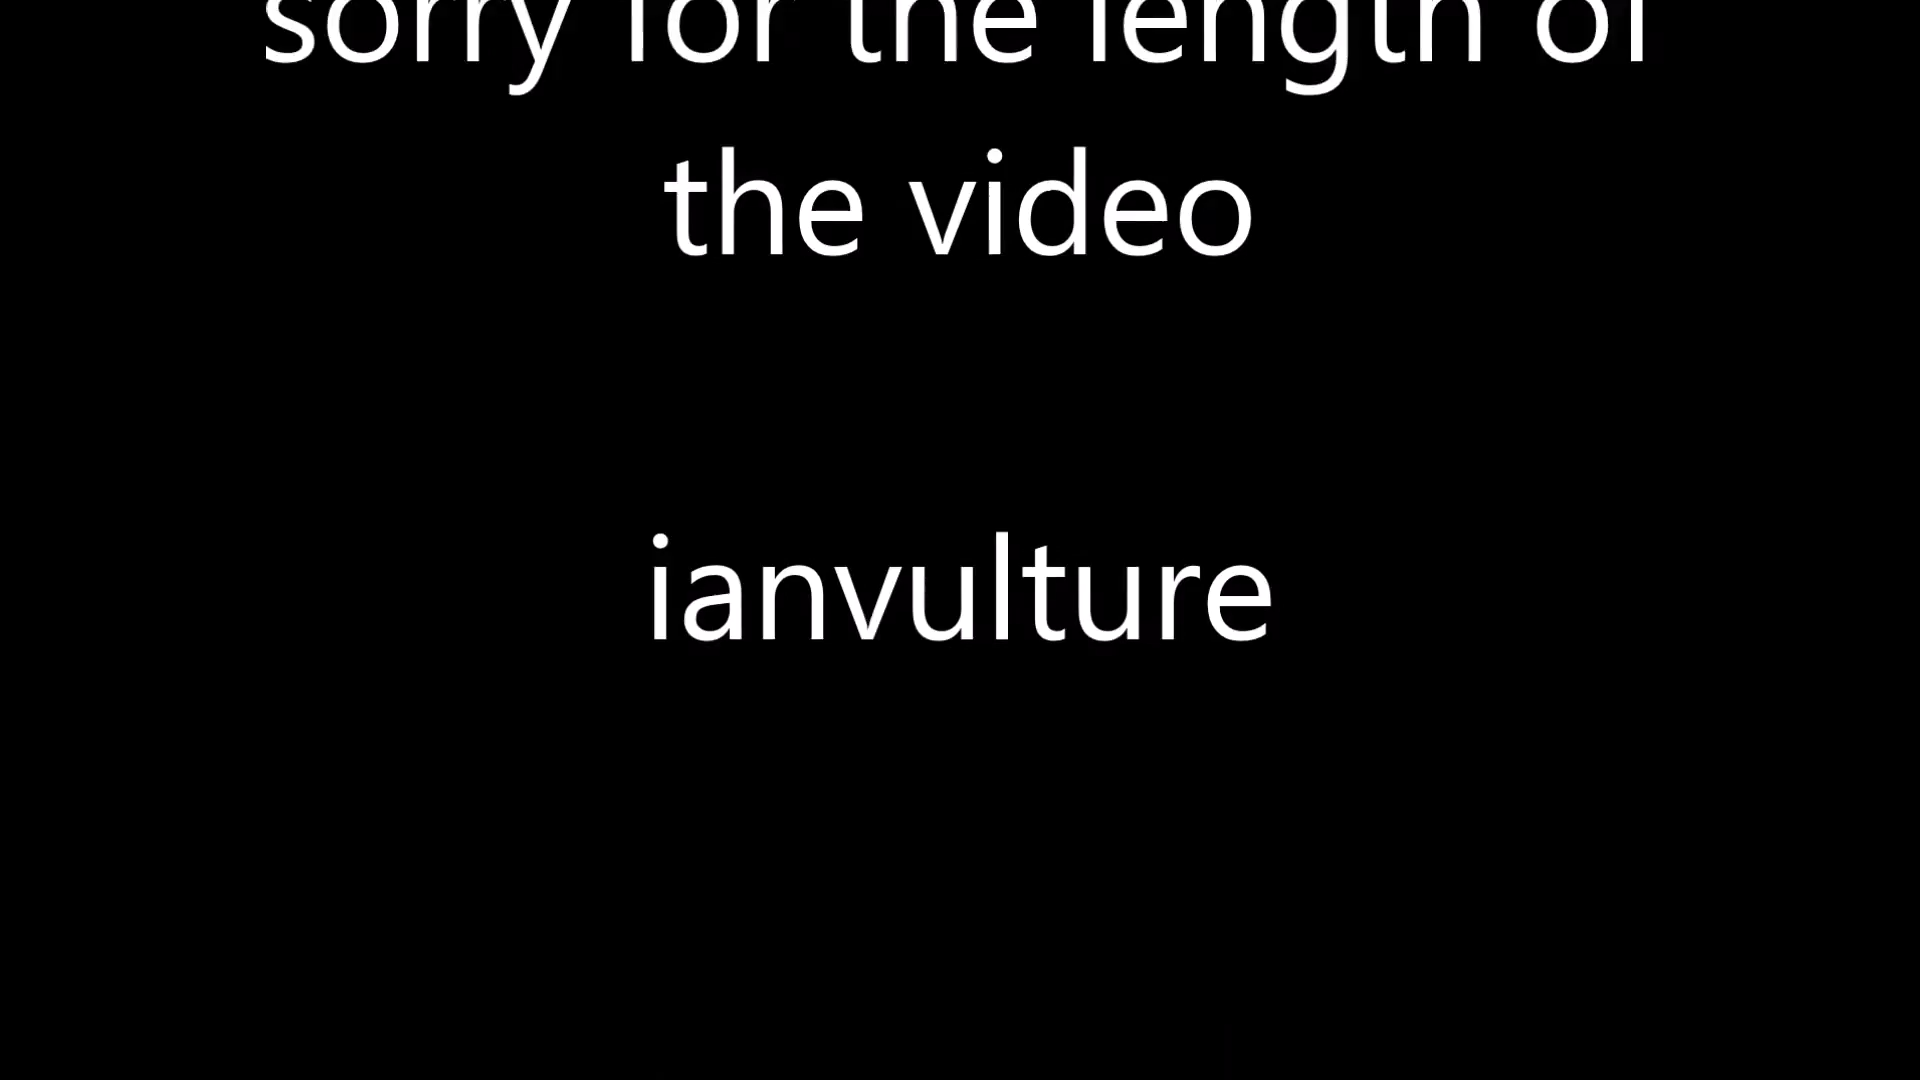 sorry for the length of
the video
ianvulture